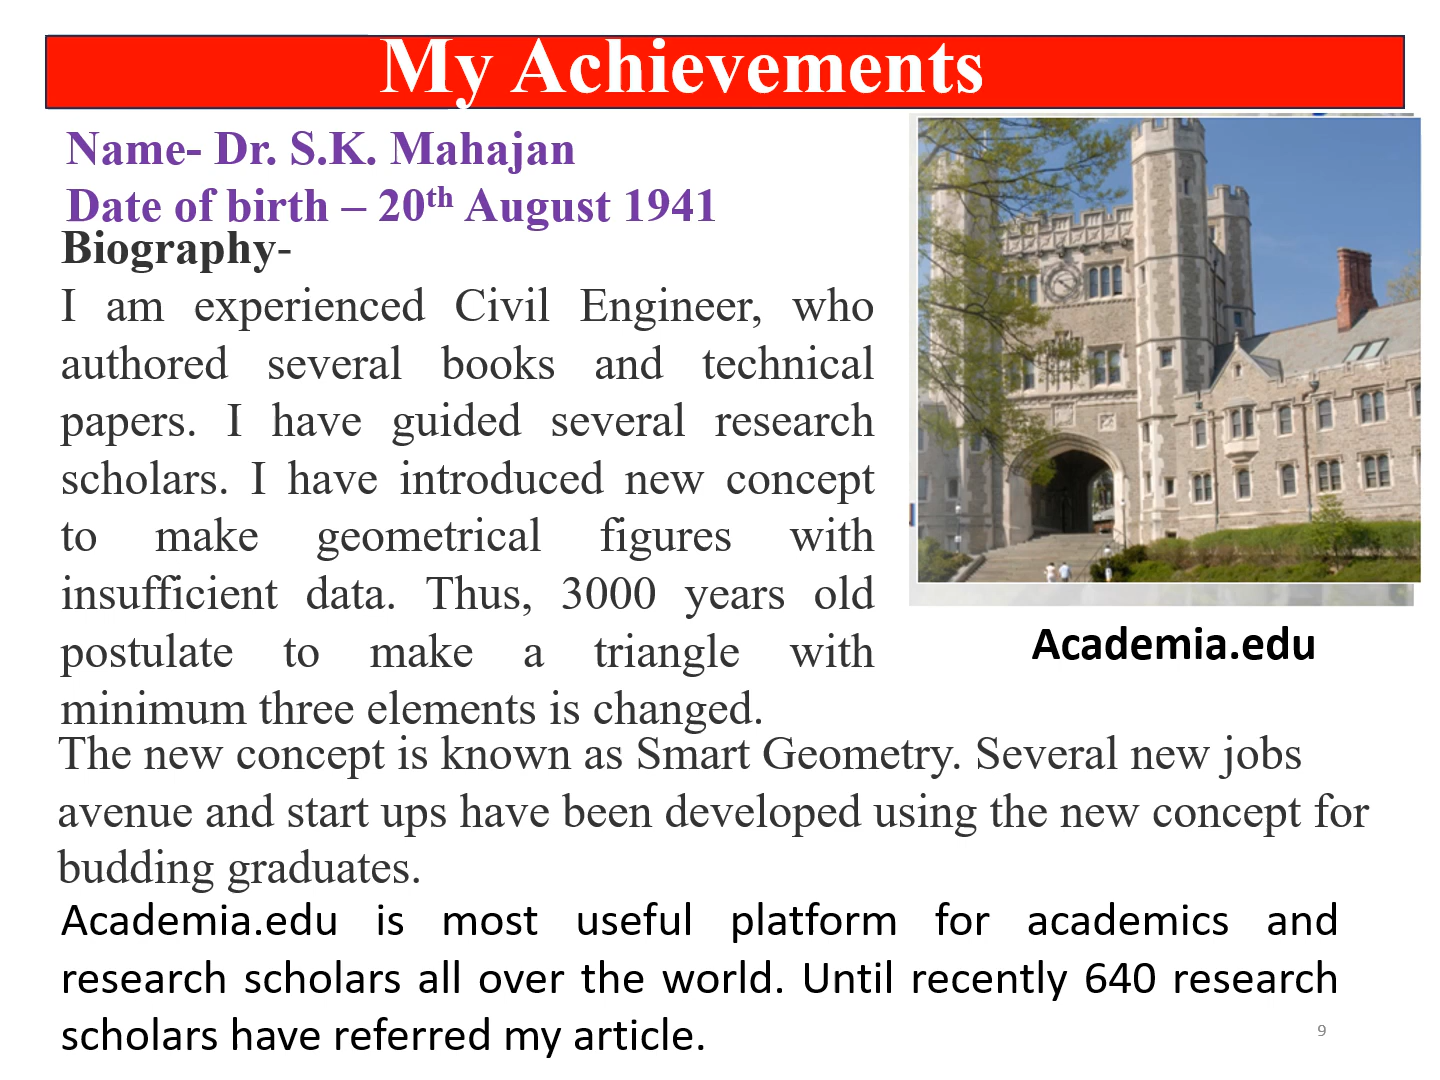 My Achievements
Name- Dr. S.K. Mahajan
Date of birth – 20th August 1941
Biography-
I am experienced Civil Engineer, who
authored several books and technical
papers. I have guided several research
scholars. I have introduced new concept
to make geometrical figures with
insufficient data. Thus, 3000 years old
postulate to make a triangle with
minimum three elements is changed.
Academia.edu
The new concept is known as Smart Geometry. Several new jobs
avenue and start ups have been developed using the new concept for
budding graduates.
Academia.edu is most useful platform for academics and
research scholars all over the world. Until recently 640 research
scholars have referred my article.
9